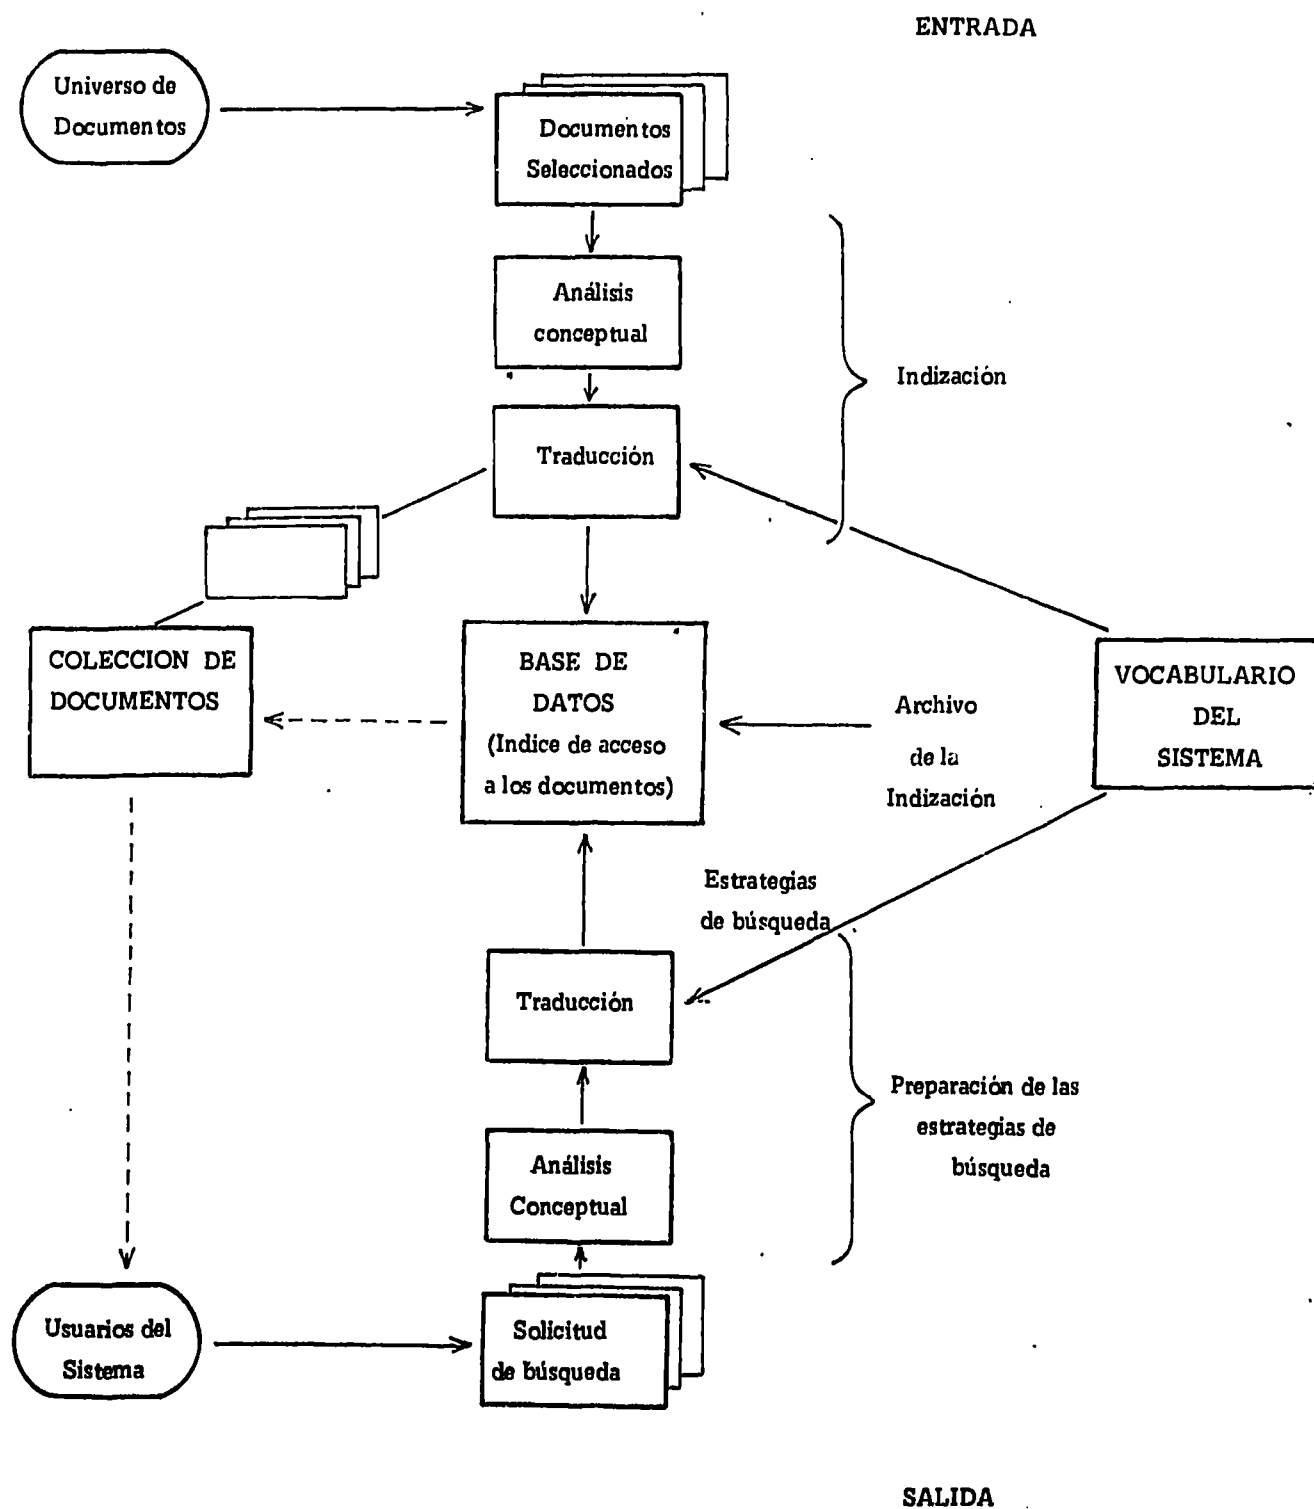 ENTRADA
Universo de
Documentos
Documentos
Seleccionados
Análisis
conceptual
Indización
Traducción
COLECCION DE
DOCUMENTOS
BASE DE
DATOS
(Indice de acceso
a los documentos)
Archivo
de la
Indización
VOCABULARIO
DEL
SISTEMA
Estrategias
de búsqueda
Traducción
Preparación de las
estrategias de
búsqueda
Análisis
Conceptual
Usuarios del
Sistema
Solicitud
de búsqueda
SALIDA